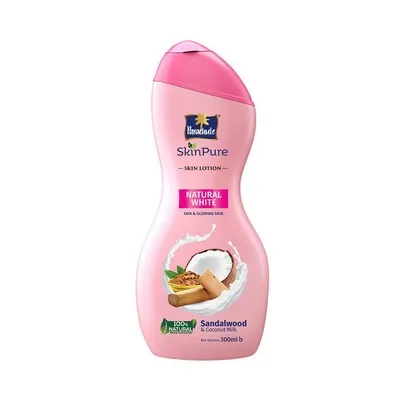 Parachute
SkinPure
SKIN LOTION
NATURAL
WHITE
FAIR & GLOWING SKIN
100%
NATURAL
Sandalwood
& Coconut Milk
300ml